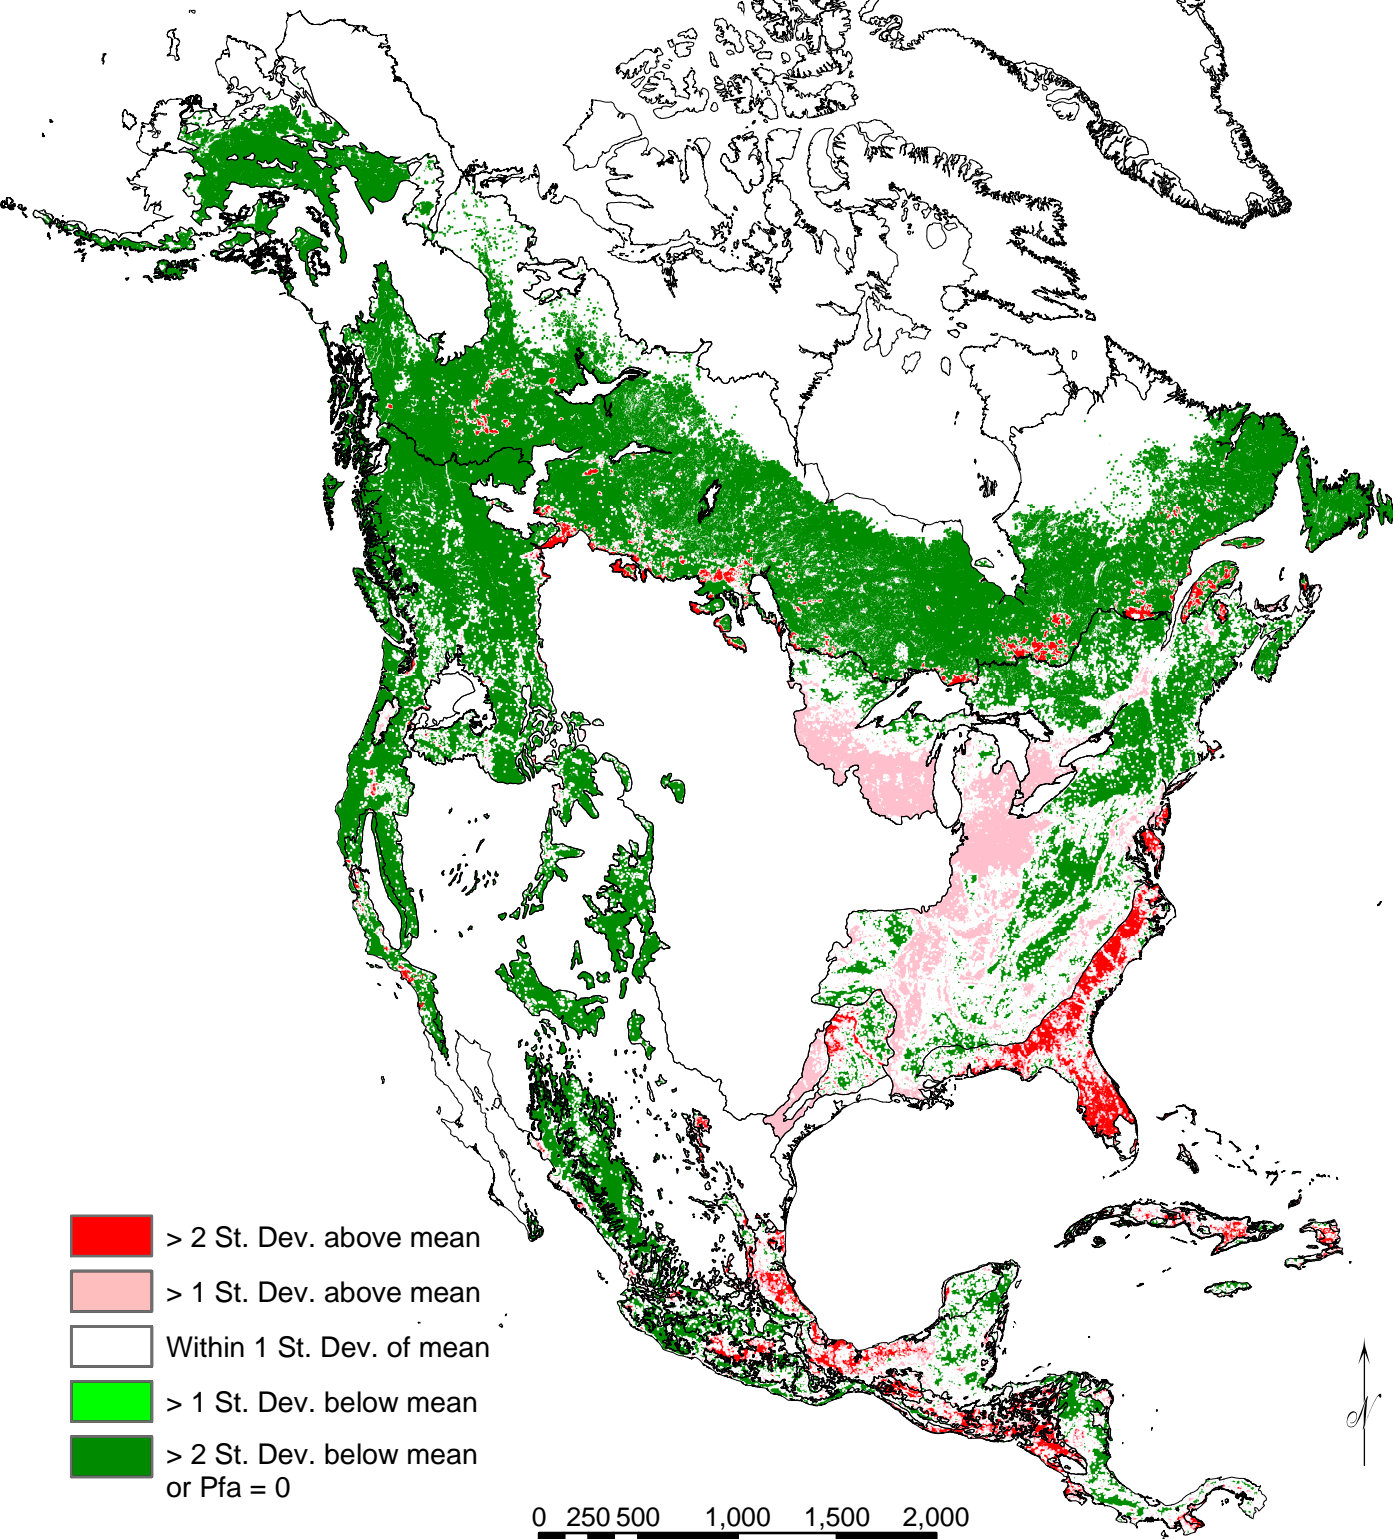 > 2 St. Dev. above mean
> 1 St. Dev. above mean
Within 1 St. Dev. of mean
> 1 St. Dev. below mean
> 2 St. Dev. below mean
or Pfa = 0
0 250 500 1,000 1,500 2,000
N